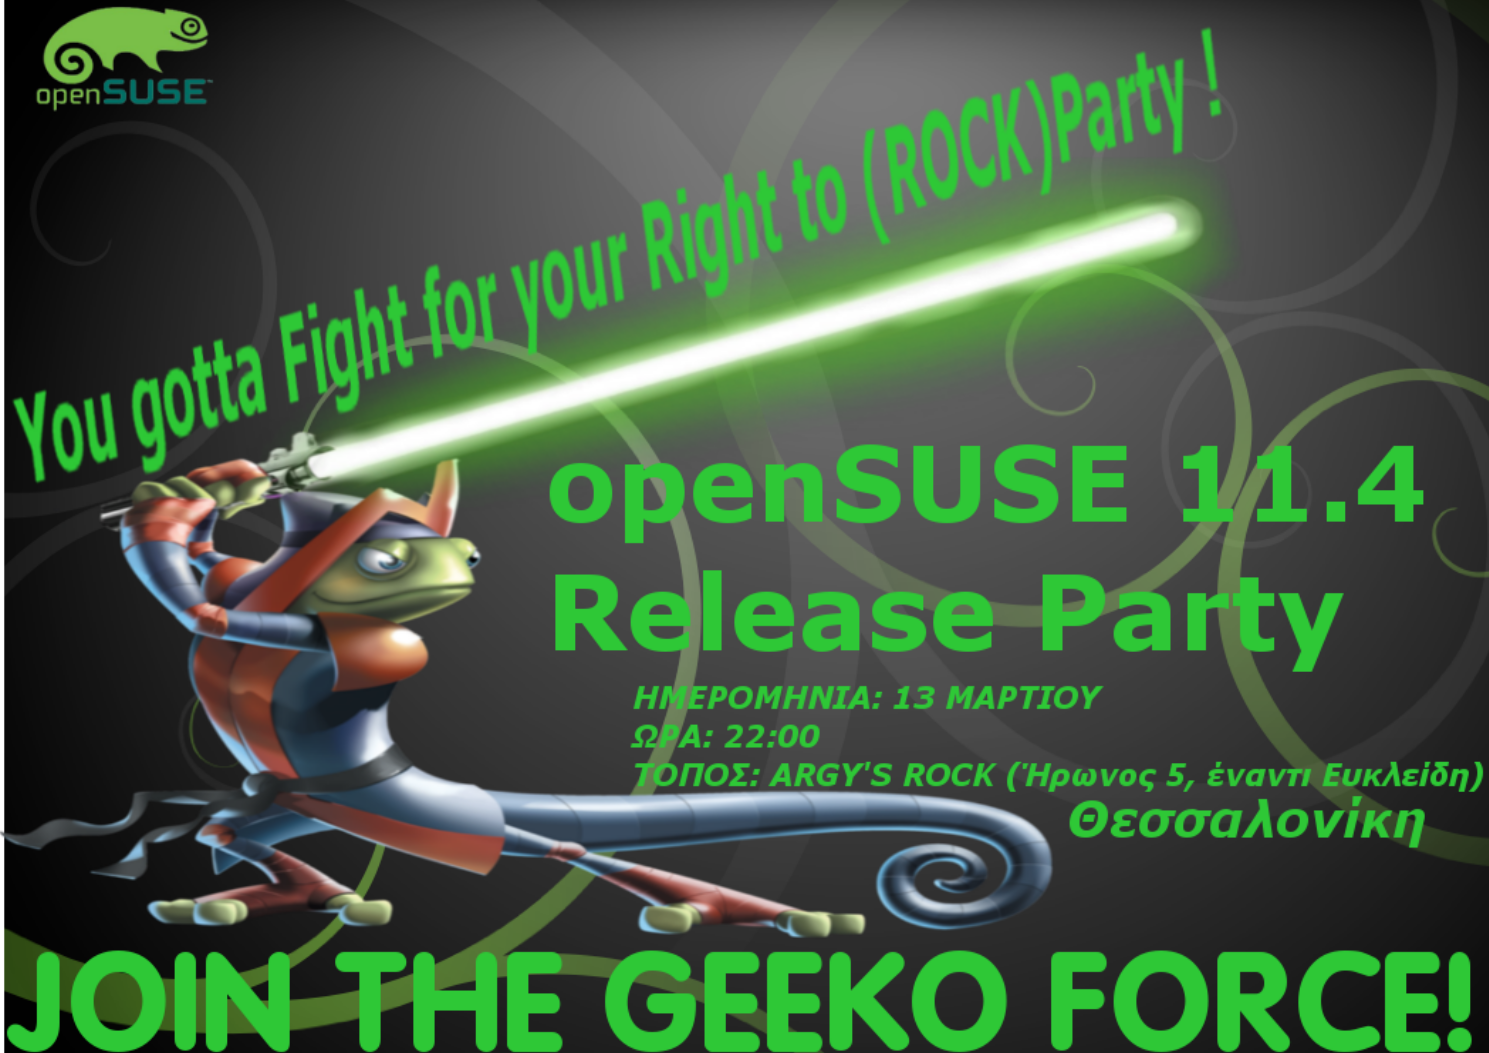 openSUSE™
You gotta Fight for your Right to (ROCK)Party !
openSUSE 11.4
Release Party
ΗΜΕΡΟΜΗΝΙΑ: 13 ΜΑΡΤΙΟΥ
ΩΡΑ: 22:00
ΤΟΠΟΣ: ARGY'S ROCK (Ήρωνος 5, έναντι Ευκλείδη)
Θεσσαλονίκη
JOIN THE GEEKO FORCE!